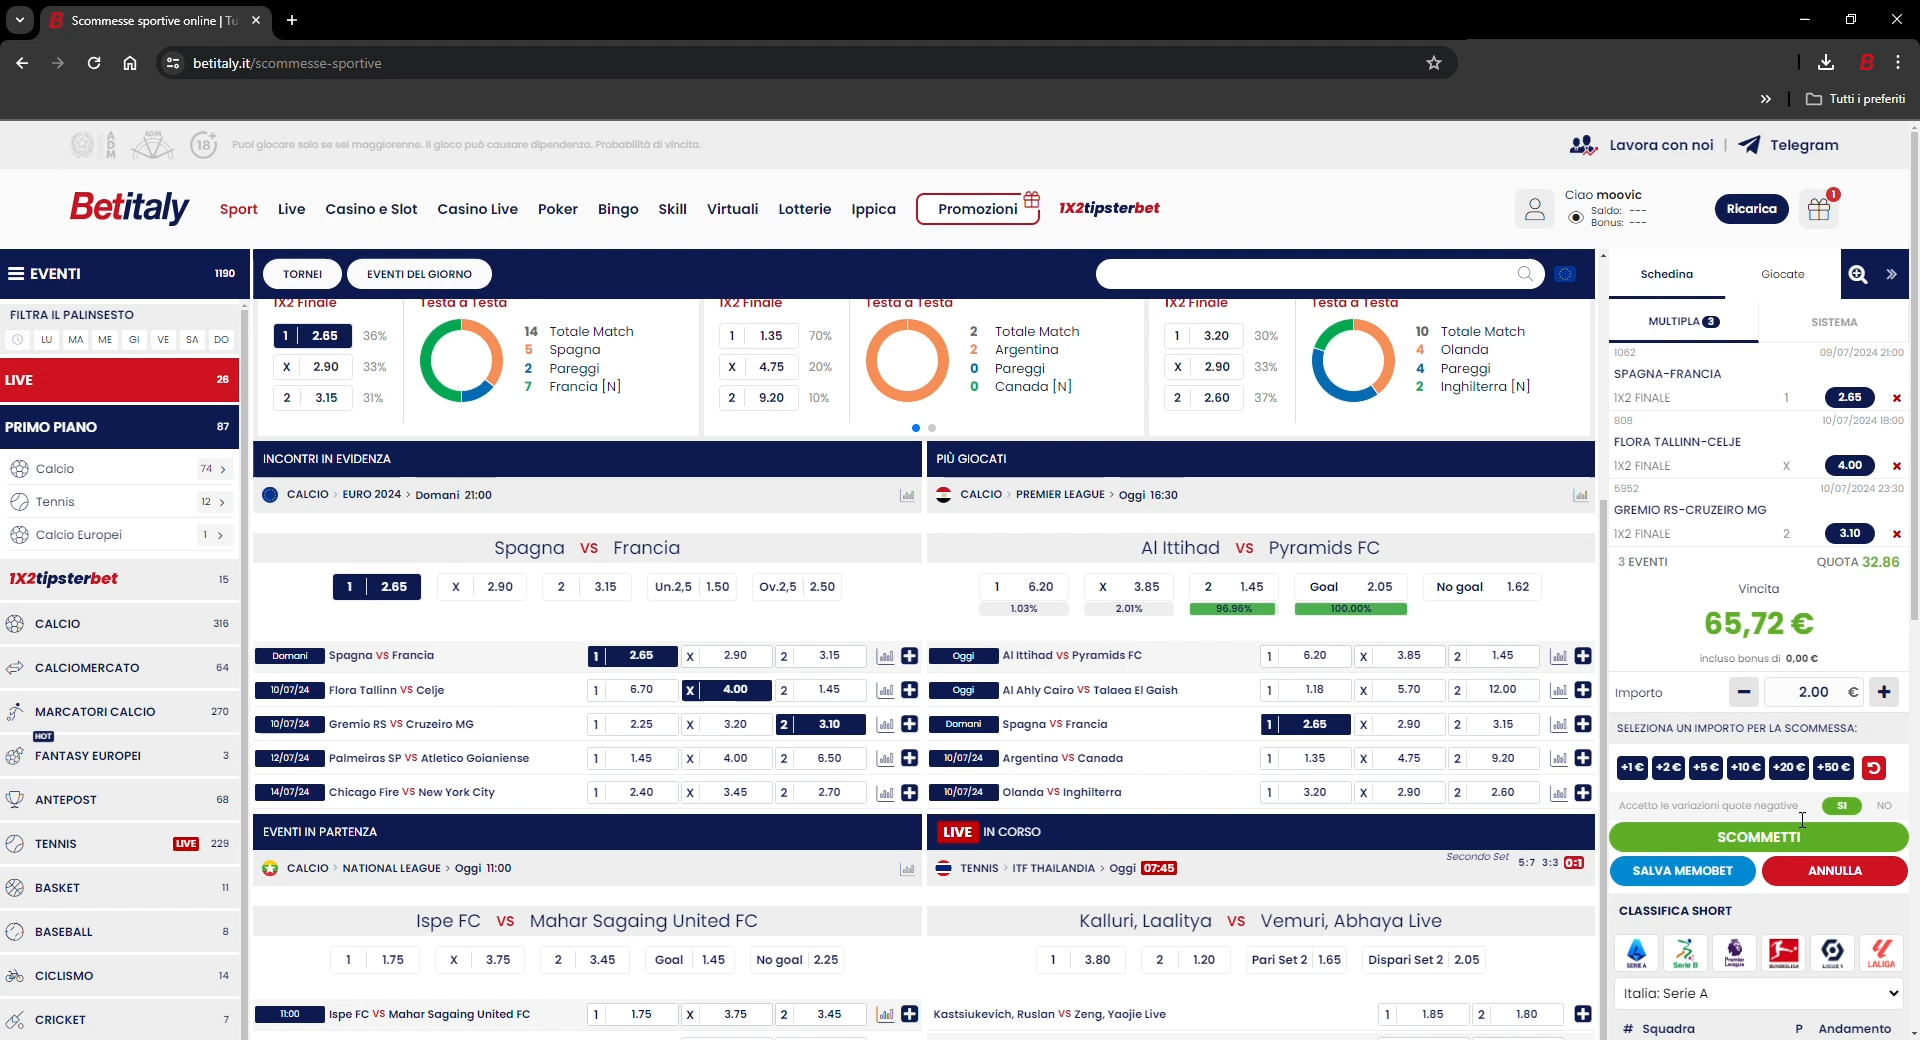 Scommesse sportive online | Tu
betitaly.it/scommesse-sportive
Tutti i preferiti
ADM
ADM
18+
Puoi giocare solo se sei maggiorenne. Il gioco può causare dipendenza. Probabilità di vincita.
Lavora con noi | Telegram
Betitaly
Sport Live Casino e Slot Casino Live Poker Bingo Skill Virtuali Lotterie Ippica Promozioni 1X2tipsterbet
Ciao moovic
Saldo: ---
Bonus: ---
Ricarica
1
EVENTI 1190
FILTRA IL PALINSESTO
LU MA ME GI VE SA DO
LIVE 26
PRIMO PIANO 87
Calcio 74 >
Tennis 12 >
Calcio Europei 1 >
1X2tipsterbet 15
CALCIO 316
CALCIOMERCATO 64
MARCATORI CALCIO 270
HOT
FANTASY EUROPEI 3
ANTEPOST 68
TENNIS LIVE 229
BASKET 11
BASEBALL 8
CICLISMO 14
CRICKET 7
TORNEI EVENTI DEL GIORNO
1X2 Finale Testa a Testa
1 2.65 36%
X 2.90 33%
2 3.15 31%
14 Totale Match
5 Spagna
2 Pareggi
7 Francia [N]
1X2 Finale Testa a Testa
1 1.35 70%
X 4.75 20%
2 9.20 10%
2 Totale Match
2 Argentina
0 Pareggi
0 Canada [N]
1X2 Finale Testa a Testa
1 3.20 30%
X 2.90 33%
2 2.60 37%
10 Totale Match
4 Olanda
4 Pareggi
2 Inghilterra [N]
INCONTRI IN EVIDENZA
CALCIO > EURO 2024 > Domani 21:00
Spagna VS Francia
1 2.65 X 2.90 2 3.15 Un.2,5 1.50 Ov.2,5 2.50
Domani Spagna VS Francia 1 2.65 X 2.90 2 3.15
10/07/24 Flora Tallinn VS Celje 1 6.70 X 4.00 2 1.45
10/07/24 Gremio RS VS Cruzeiro MG 1 2.25 X 3.20 2 3.10
12/07/24 Palmeiras SP VS Atletico Goianiense 1 1.45 X 4.00 2 6.50
14/07/24 Chicago Fire VS New York City 1 2.40 X 3.45 2 2.70
PIÙ GIOCATI
CALCIO > PREMIER LEAGUE > Oggi 16:30
Al Ittihad VS Pyramids FC
1 6.20 X 3.85 2 1.45 Goal 2.05 No goal 1.62
1.03% 2.01% 96.96% 100.00%
Oggi Al Ittihad VS Pyramids FC 1 6.20 X 3.85 2 1.45
Oggi Al Ahly Cairo VS Talaea El Gaish 1 1.18 X 5.70 2 12.00
Domani Spagna VS Francia 1 2.65 X 2.90 2 3.15
10/07/24 Argentina VS Canada 1 1.35 X 4.75 2 9.20
10/07/24 Olanda VS Inghilterra 1 3.20 X 2.90 2 2.60
EVENTI IN PARTENZA
CALCIO > NATIONAL LEAGUE > Oggi 11:00
Ispe FC VS Mahar Sagaing United FC
1 1.75 X 3.75 2 3.45 Goal 1.45 No goal 2.25
11:00 Ispe FC VS Mahar Sagaing United FC 1 1.75 X 3.75 2 3.45
LIVE IN CORSO
TENNIS > ITF THAILANDIA > Oggi 07:45 Secondo Set 5:7 3:3 0:1
Kalluri, Laalitya VS Vemuri, Abhaya Live
1 3.80 2 1.20 Pari Set 2 1.65 Dispari Set 2 2.05
Kastsiukevich, Ruslan VS Zeng, Yaojie Live 1 1.85 2 1.80
Schedina Giocate
MULTIPLA 3 SISTEMA
1062 09/07/2024 21:00
SPAGNA-FRANCIA
1X2 FINALE 1 2.65
808 10/07/2024 18:00
FLORA TALLINN-CELJE
1X2 FINALE X 4.00
5952 10/07/2024 23:30
GREMIO RS-CRUZEIRO MG
1X2 FINALE 2 3.10
3 EVENTI QUOTA 32.86
Vincita
65,72 €
incluso bonus di 0,00 €
Importo 2.00 €
SELEZIONA UN IMPORTO PER LA SCOMMESSA:
+1 € +2 € +5 € +10 € +20 € +50 €
Accetto le variazioni quote negative SI NO
SCOMMETTI
SALVA MEMOBET ANNULLA
CLASSIFICA SHORT
SERIE A Serie B Premier League BUNDESLIGA LIGUE 1 LALIGA
Italia: Serie A
# Squadra P Andamento